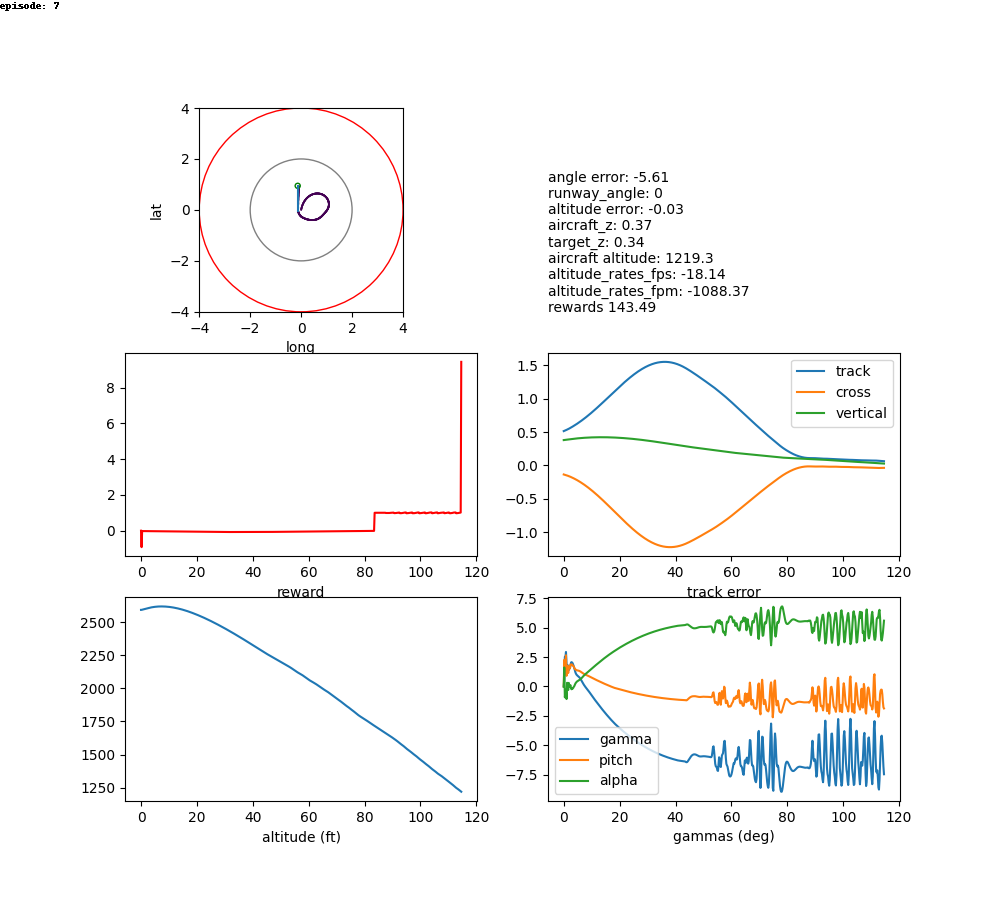 episode: 7
4
2
0
−2
−4
lat
−4 −2 0 2 4
long
angle error: -5.61
runway_angle: 0
altitude error: -0.03
aircraft_z: 0.37
target_z: 0.34
aircraft altitude: 1219.3
altitude_rates_fps: -18.14
altitude_rates_fpm: -1088.37
rewards 143.49
8
6
4
2
0
0 20 40 60 80 100 120
reward
1.5
1.0
0.5
0.0
−0.5
−1.0
track
cross
vertical
0 20 40 60 80 100 120
track error
2500
2250
2000
1750
1500
1250
0 20 40 60 80 100 120
altitude (ft)
7.5
5.0
2.5
0.0
−2.5
−5.0
−7.5
gamma
pitch
alpha
0 20 40 60 80 100 120
gammas (deg)